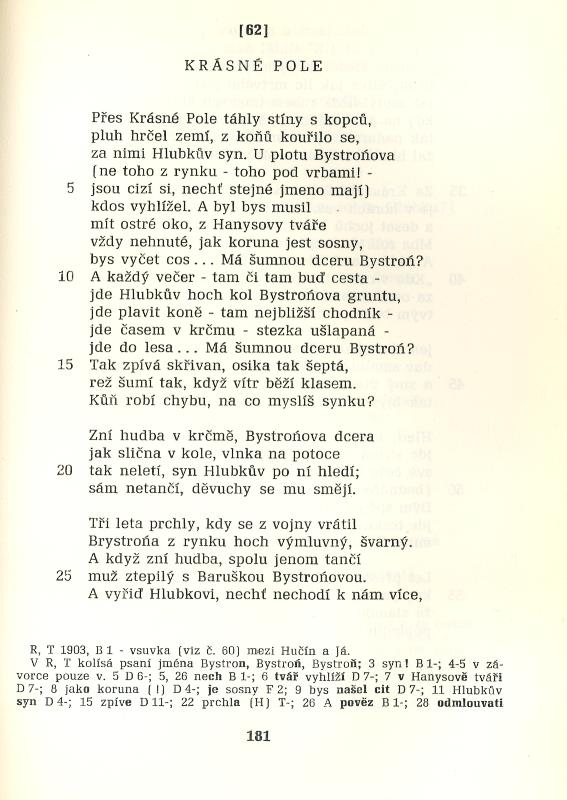 [62]
KRÁSNÉ POLE
Přes Krásné Pole táhly stíny s kopců,
pluh hrčel zemí, z koňů kouřilo se,
za nimi Hlubkův syn. U plotu Bystrońova
(ne toho z rynku - toho pod vrbami! -
5 jsou cizí si, nechť stejné jmeno mají)
kdos vyhlížel. A byl bys musil
mít ostré oko, z Hanysovy tváře
vždy nehnuté, jak koruna jest sosny,
bys vyčet cos... Má šumnou dceru Bystroń?
10 A každý večer - tam či tam buď cesta -
jde Hlubkův hoch kol Bystrońova gruntu,
jde plavit koně - tam nejbližší chodník -
jde časem v krčmu - stezka ušlapaná -
jde do lesa... Má šumnou dceru Bystroń?
15 Tak zpívá skřivan, osika tak šeptá,
rež šumí tak, když vítr běží klasem.
Kůň robí chybu, na co myslíš synku?
Zní hudba v krčmě, Bystrońova dcera
jak slična v kole, vlnka na potoce
20 tak neletí, syn Hlubkův po ní hledí;
sám netančí, děvuchy se mu smějí.
Tři leta prchly, kdy se z vojny vrátil
Brystrońa z rynku hoch výmluvný, švarný.
A když zní hudba, spolu jenom tančí
25 muž ztepilý s Baruškou Bystrońovou.
A vyřiď Hlubkovi, nechť nechodí k nám více,
R, T 1903, B 1 - vsuvka (viz č. 60) mezi Hučín a Já.
V R, T kolísá psaní jména Bystron, Bystroń, Bystroň; 3 syn! B 1-; 4-5 v zá-
vorce pouze v. 5 D 6-; 5, 26 nech B 1-; 6 tvář vyhlíží D 7-; 7 v Hanysově tváři
D 7-; 8 jako koruna (!) D 4-; je sosny F 2; 9 bys našel cit D 7-; 11 Hlubkův
syn D 4-; 15 zpíve D 11-; 22 prchla (H) T-; 26 A pověz B 1-; 28 odmlouvati
181